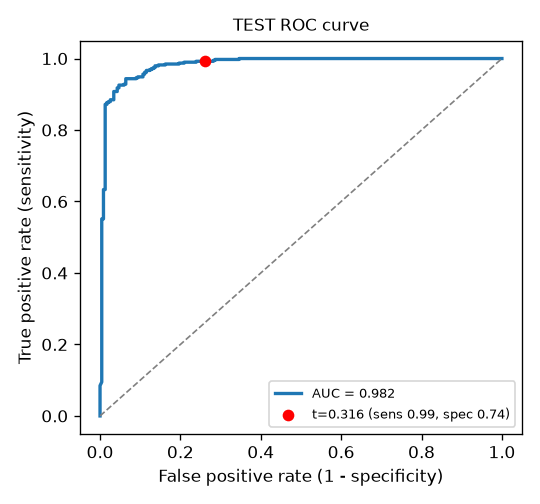 TEST ROC curve
True positive rate (sensitivity)
1.0
0.8
0.6
0.4
0.2
0.0
AUC = 0.982
t=0.316 (sens 0.99, spec 0.74)
0.0 0.2 0.4 0.6 0.8 1.0
False positive rate (1 - specificity)